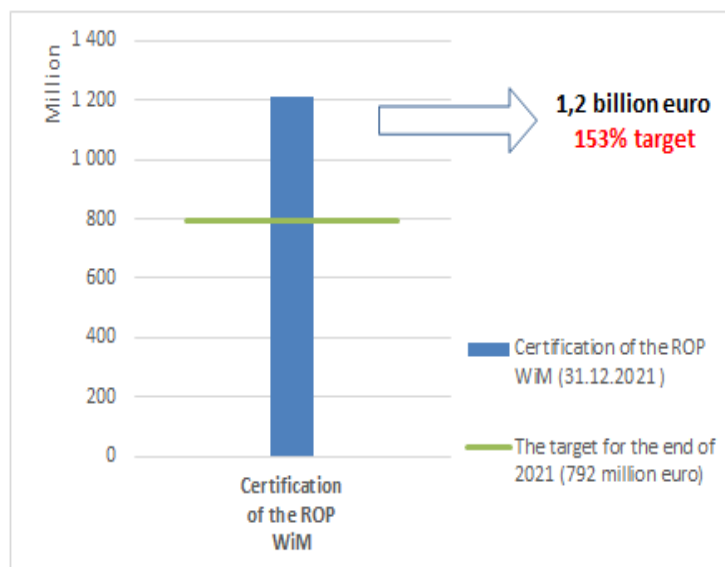 Million
1 400
1 200
1 000
800
600
400
200
0
Certification
of the ROP
WiM
1,2 billion euro
153% target
Certification of the ROP
WiM (31.12.2021 )
The target for the end of
2021 (792 million euro)